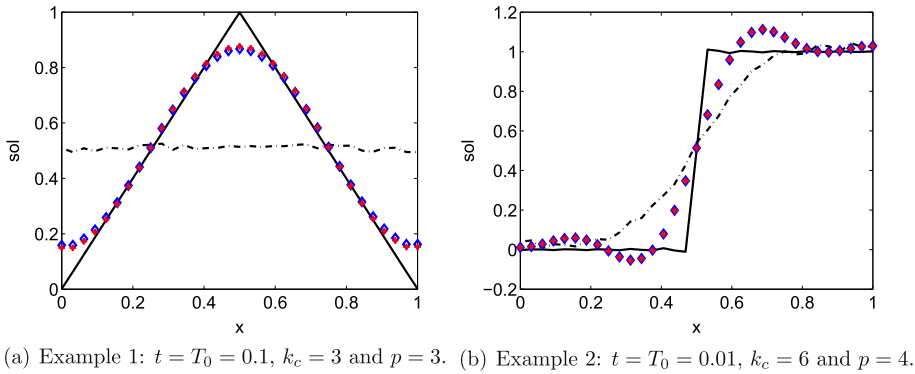 1
0.8
0.6
0.4
0.2
0
sol
0 0.2 0.4 0.6 0.8 1
x
1.2
1
0.8
0.6
0.4
0.2
0
−0.2
sol
0 0.2 0.4 0.6 0.8 1
x
(a) Example 1: t = T₀ = 0.1, k_c = 3 and p = 3.
(b) Example 2: t = T₀ = 0.01, k_c = 6 and p = 4.